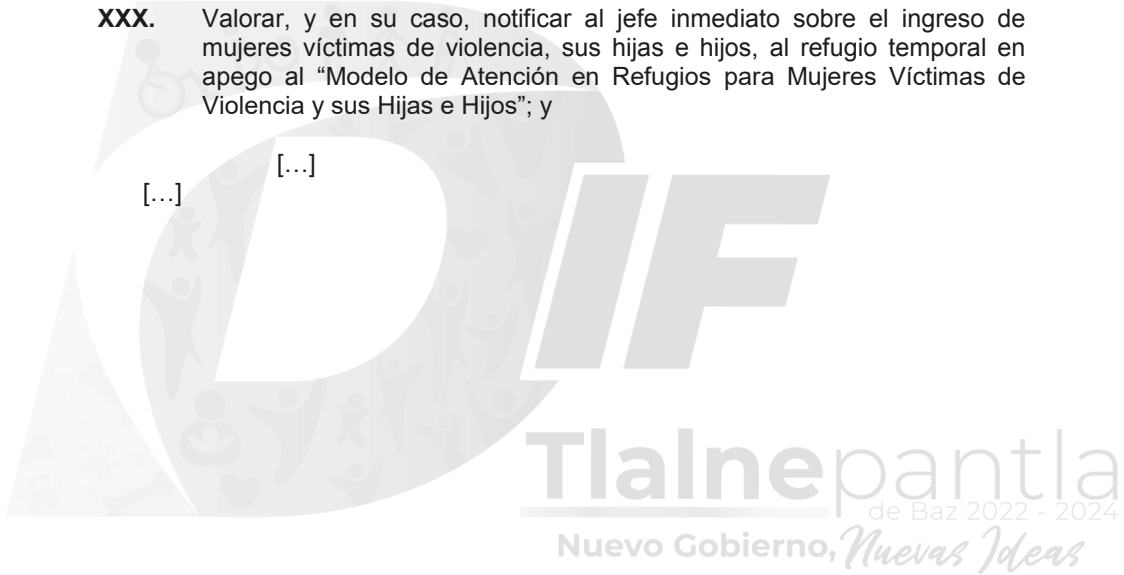 XXX. Valorar, y en su caso, notificar al jefe inmediato sobre el ingreso de
mujeres víctimas de violencia, sus hijas e hijos, al refugio temporal en
apego al “Modelo de Atención en Refugios para Mujeres Víctimas de
Violencia y sus Hijas e Hijos”; y
[…]
[…]
DIF
Tlalnepantla
de Baz 2022 - 2024
Nuevo Gobierno, Nuevas Ideas